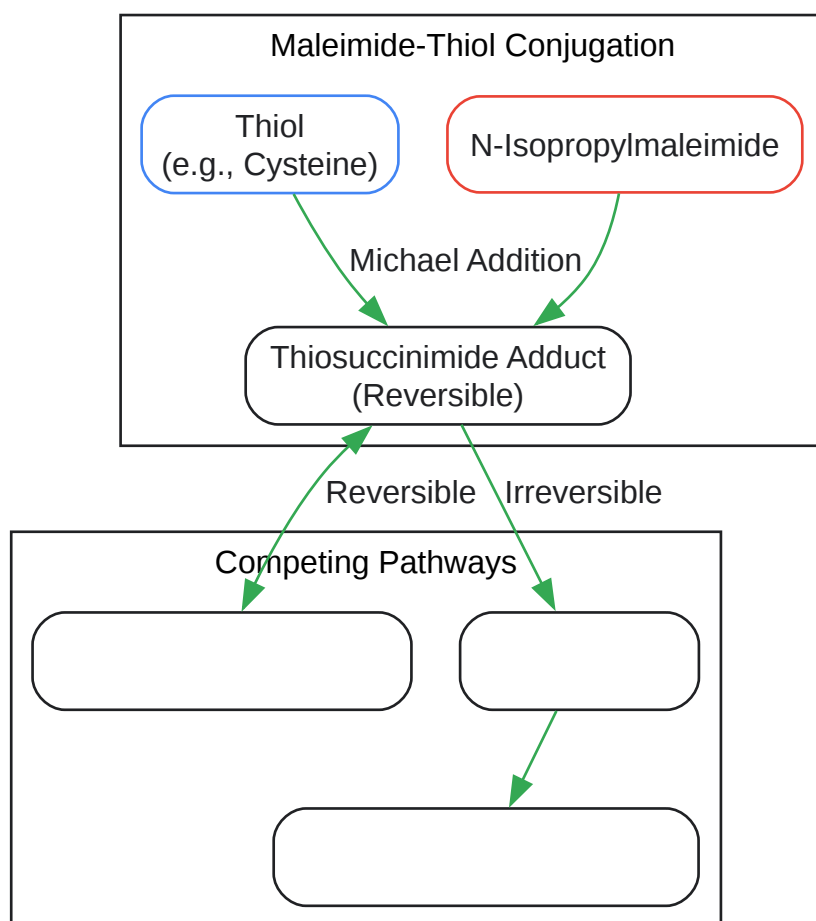 Maleimide-Thiol Conjugation
Thiol
(e.g., Cysteine)
N-Isopropylmaleimide
Michael Addition
Thiosuccinimide Adduct
(Reversible)
Reversible
Irreversible
Competing Pathways